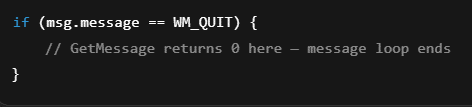 if (msg.message == WM_QUIT) {
    // GetMessage returns 0 here — message loop ends
}